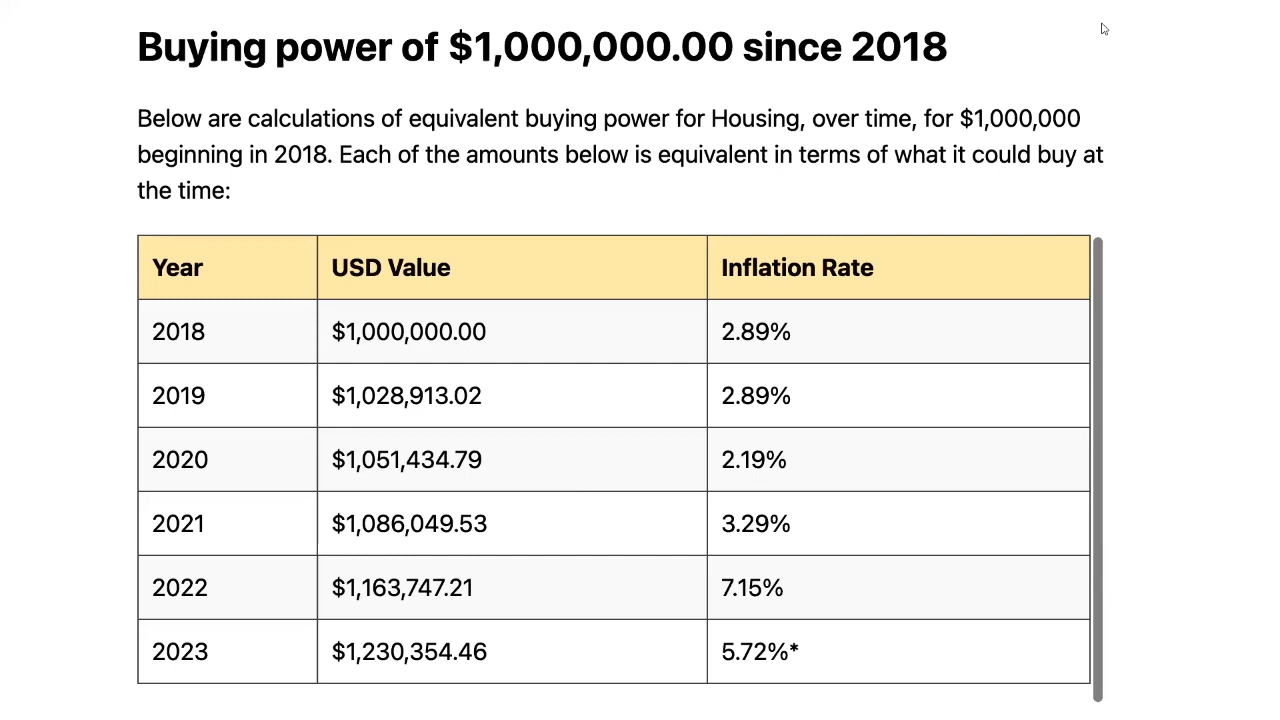 Buying power of $1,000,000.00 since 2018
Below are calculations of equivalent buying power for Housing, over time, for $1,000,000
beginning in 2018. Each of the amounts below is equivalent in terms of what it could buy at
the time:
Year USD Value Inflation Rate
2018 $1,000,000.00 2.89%
2019 $1,028,913.02 2.89%
2020 $1,051,434.79 2.19%
2021 $1,086,049.53 3.29%
2022 $1,163,747.21 7.15%
2023 $1,230,354.46 5.72%*